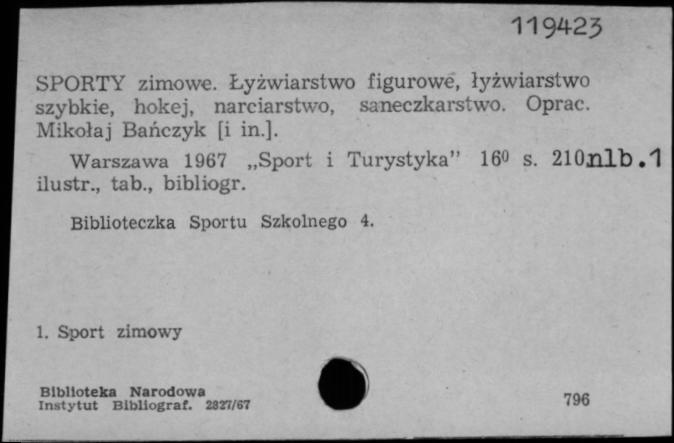 119423
SPORTY zimowe. Łyżwiarstwo figurowe, łyżwiarstwo
szybkie, hokej, narciarstwo, saneczkarstwo. Oprac.
Mikołaj Bańczyk [i in.].
Warszawa 1967 „Sport i Turystyka” 16⁰ s. 210nlb.1
ilustr., tab., bibliogr.
Biblioteczka Sportu Szkolnego 4.
1. Sport zimowy
Biblioteka Narodowa
Instytut Bibliograf. 2827/67
796